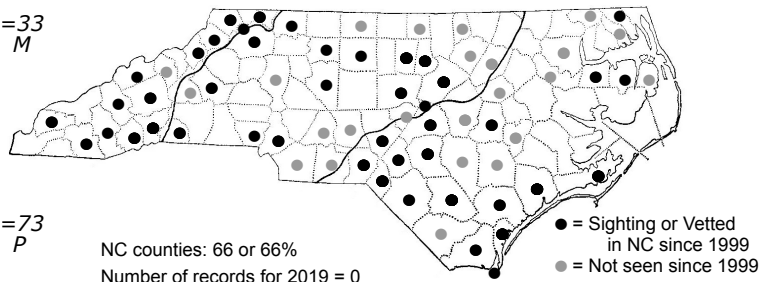 =33
M
=73
P
NC counties: 66 or 66%
Number of records for 2019 = 0
= Sighting or Vetted
in NC since 1999
= Not seen since 1999